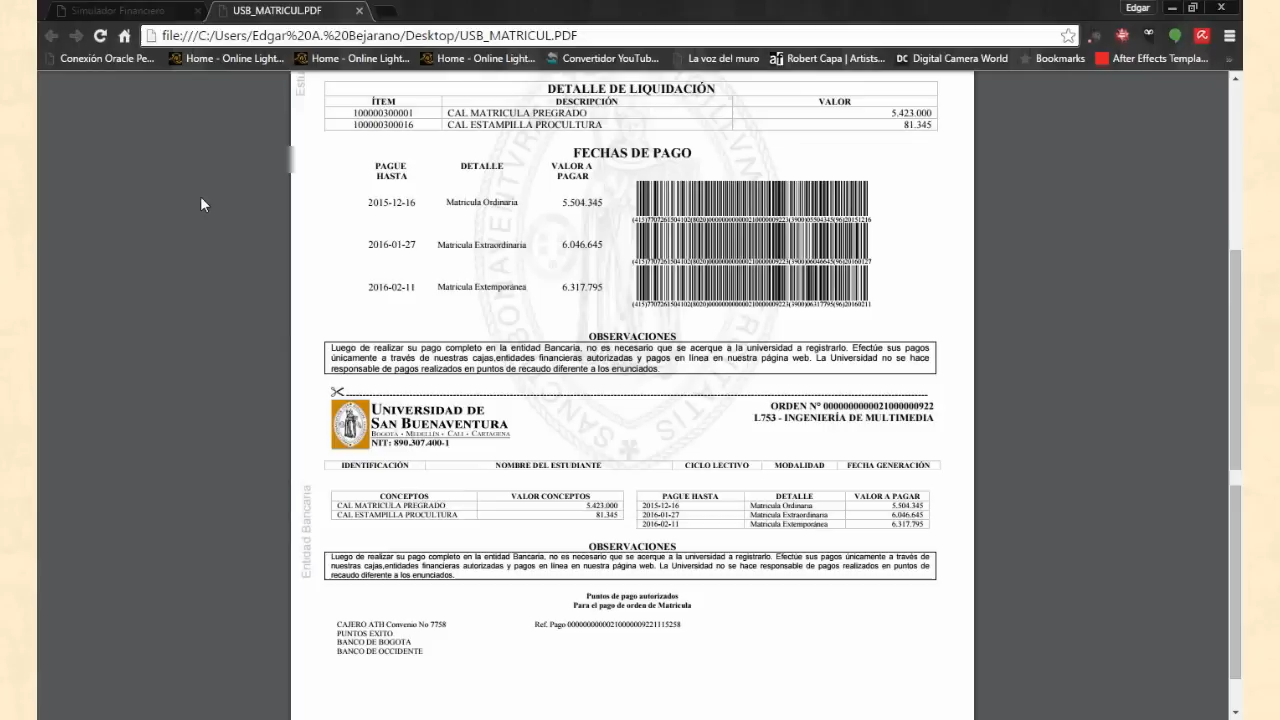 Simulador Financiero
USB_MATRICUL.PDF
Edgar
file:///C:/Users/Edgar%20A.%20Bejarano/Desktop/USB_MATRICUL.PDF
Conexión Oracle Pe... Home - Online Light... Home - Online Light... Home - Online Light... Convertidor YouTub... La voz del muro Robert Capa | Artists... DC Digital Camera World Bookmarks After Effects Templa...
DETALLE DE LIQUIDACIÓN
ÍTEM DESCRIPCIÓN VALOR
100000300001 CAL MATRICULA PREGRADO 5.423.000
100000300016 CAL ESTAMPILLA PROCULTURA 81.345
FECHAS DE PAGO
PAGUE HASTA DETALLE VALOR A PAGAR
2015-12-16 Matricula Ordinaria 5.504.345
2016-01-27 Matricula Extraordinaria 6.046.645
2016-02-11 Matricula Extemporánea 6.317.795
OBSERVACIONES
Luego de realizar su pago completo en la entidad Bancaria, no es necesario que se acerque a la universidad a registrarlo. Efectúe sus pagos
únicamente a través de nuestras cajas,entidades financieras autorizadas y pagos en línea en nuestra página web. La Universidad no se hace
responsable de pagos realizados en puntos de recaudo diferente a los enunciados.
UNIVERSIDAD DE
SAN BUENAVENTURA
BOGOTÁ • MEDELLÍN • CALI • CARTAGENA
NIT: 890.307.400-1
ORDEN Nº 0000000000021000000922
L753 - INGENIERÍA DE MULTIMEDIA
IDENTIFICACIÓN NOMBRE DEL ESTUDIANTE CICLO LECTIVO MODALIDAD FECHA GENERACIÓN
CONCEPTOS VALOR CONCEPTOS
CAL MATRICULA PREGRADO 5.423.000
CAL ESTAMPILLA PROCULTURA 81.345
PAGUE HASTA DETALLE VALOR A PAGAR
2015-12-16 Matricula Ordinaria 5.504.345
2016-01-27 Matricula Extraordinaria 6.046.645
2016-02-11 Matricula Extemporánea 6.317.795
Entidad Bancaria
OBSERVACIONES
Luego de realizar su pago completo en la entidad Bancaria, no es necesario que se acerque a la universidad a registrarlo. Efectúe sus pagos únicamente a través de
nuestras cajas,entidades financieras autorizadas y pagos en línea en nuestra página web. La Universidad no se hace responsable de pagos realizados en puntos de
recaudo diferente a los enunciados.
Puntos de pago autorizados
Para el pago de orden de Matricula
CAJERO ATH Convenio No 7758
PUNTOS EXITO
BANCO DE BOGOTA
BANCO DE OCCIDENTE